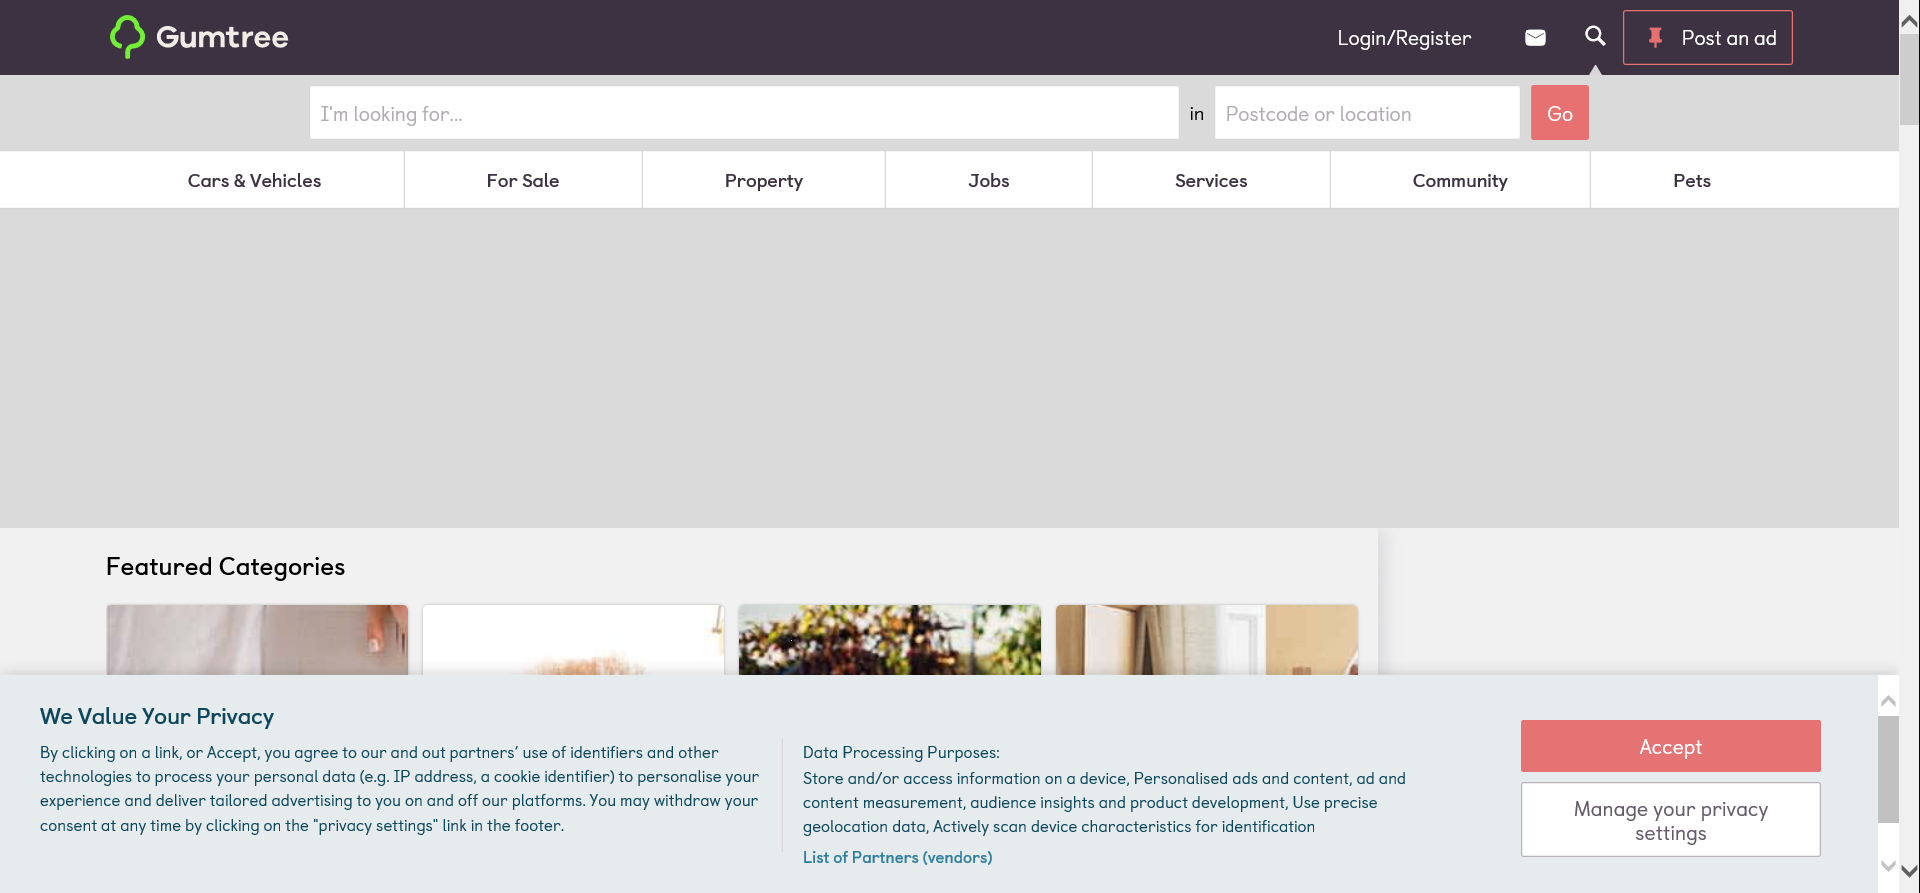 Gumtree
Login/Register
Post an ad
I'm looking for...
in
Postcode or location
Go
Cars & Vehicles
For Sale
Property
Jobs
Services
Community
Pets
Featured Categories
We Value Your Privacy
By clicking on a link, or Accept, you agree to our and out partners’ use of identifiers and other
technologies to process your personal data (e.g. IP address, a cookie identifier) to personalise your
experience and deliver tailored advertising to you on and off our platforms. You may withdraw your
consent at any time by clicking on the "privacy settings" link in the footer.
Data Processing Purposes:
Store and/or access information on a device, Personalised ads and content, ad and
content measurement, audience insights and product development, Use precise
geolocation data, Actively scan device characteristics for identification
List of Partners (vendors)
Accept
Manage your privacy
settings